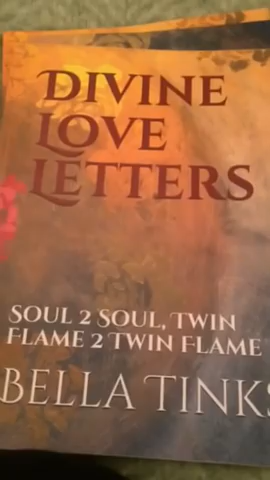 DIVINE
LOVE
LETTERS
SOUL 2 SOUL, TWIN
FLAME 2 TWIN FLAME
BELLA TINKS